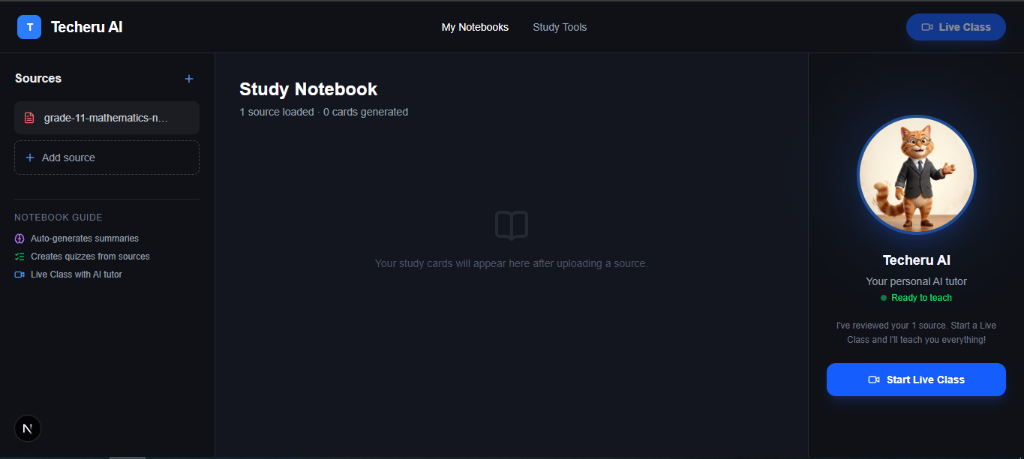 T
Techeru AI
My Notebooks
Study Tools
Live Class
Sources
+
grade-11-mathematics-n...
+ Add source
NOTEBOOK GUIDE
Auto-generates summaries
Creates quizzes from sources
Live Class with AI tutor
N
Study Notebook
1 source loaded · 0 cards generated
Your study cards will appear here after uploading a source.
Techeru AI
Your personal AI tutor
Ready to teach
I've reviewed your 1 source. Start a Live
Class and I'll teach you everything!
Start Live Class